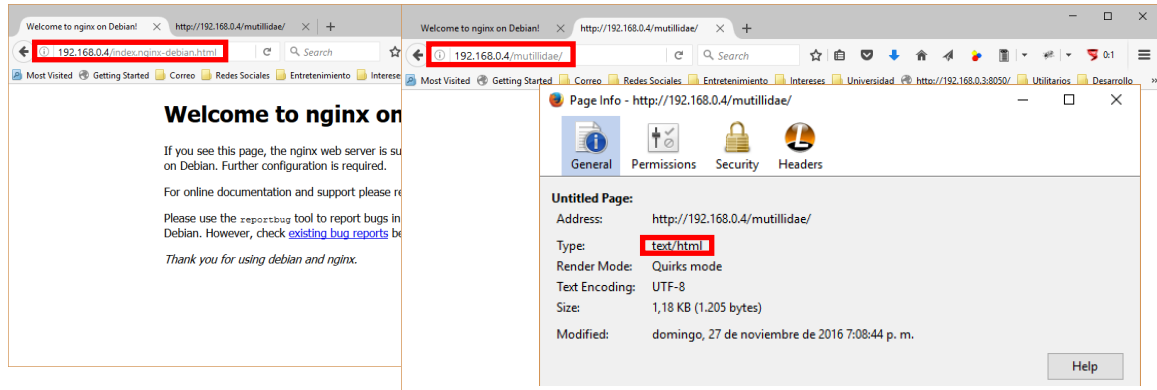 Welcome to nginx on Debian!
http://192.168.0.4/mutillidae/
192.168.0.4/index.nginx-debian.html
Search
Most Visited Getting Started Correo Redes Sociales Entretenimiento Interese
Welcome to nginx on
If you see this page, the nginx web server is su
on Debian. Further configuration is required.
For online documentation and support please re
Please use the reportbug tool to report bugs in
Debian. However, check existing bug reports be
Thank you for using debian and nginx.
Welcome to nginx on Debian!
http://192.168.0.4/mutillidae/
192.168.0.4/mutillidae/
Search
0:1
Most Visited Getting Started Correo Redes Sociales Entretenimiento Intereses Universidad http://192.168.0.3:8050/ Utilitarios Desarrollo
Page Info - http://192.168.0.4/mutillidae/
General Permissions Security Headers
Untitled Page:
Address: http://192.168.0.4/mutillidae/
Type: text/html
Render Mode: Quirks mode
Text Encoding: UTF-8
Size: 1,18 KB (1.205 bytes)
Modified: domingo, 27 de noviembre de 2016 7:08:44 p. m.
Help